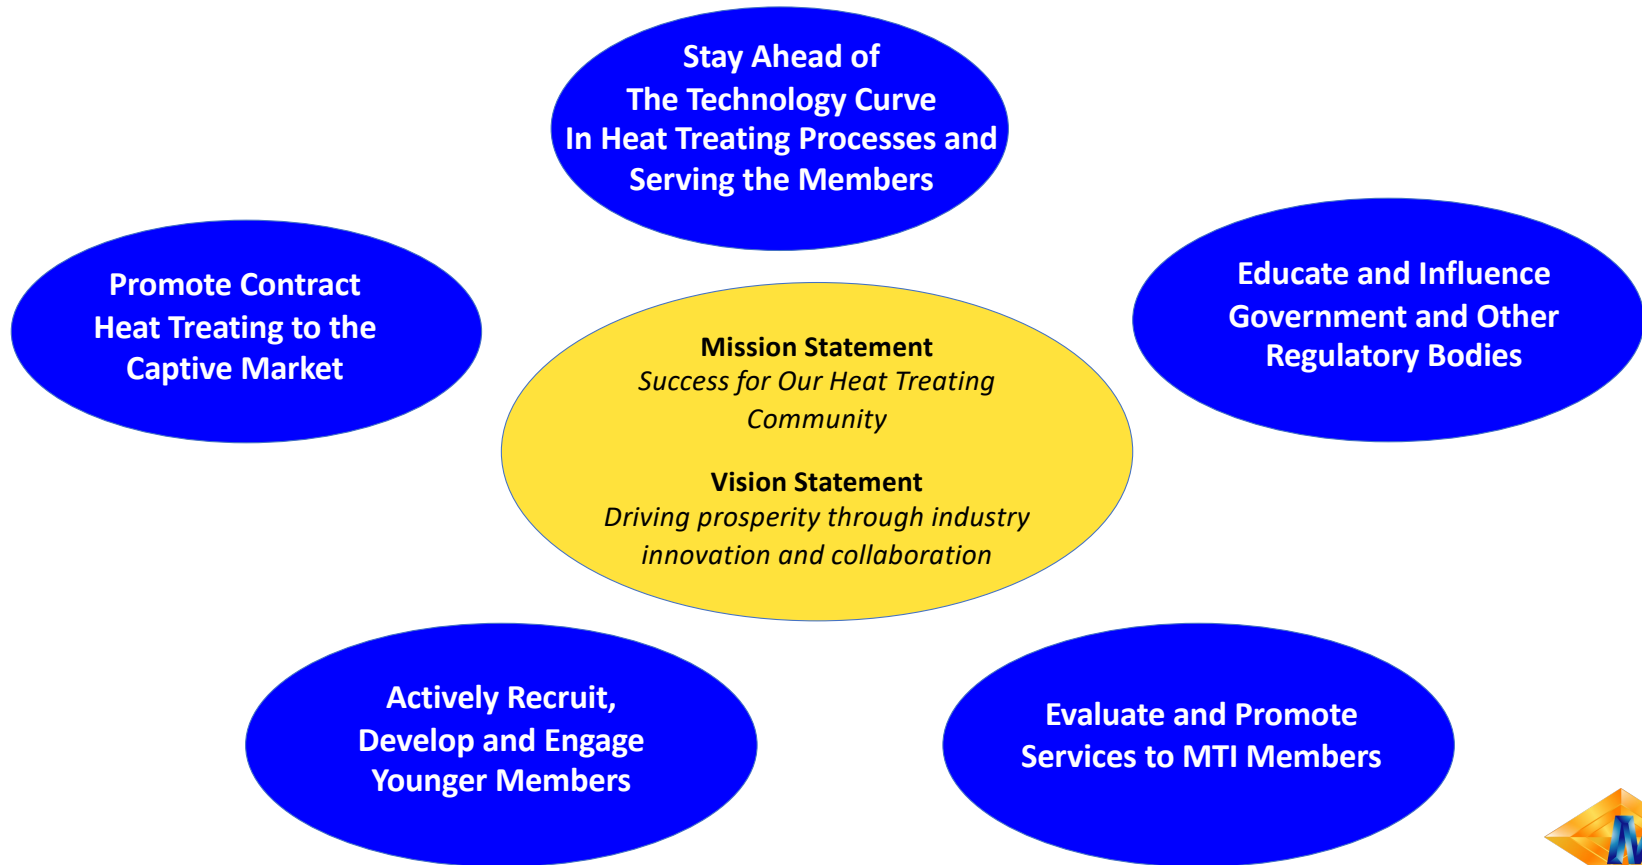 Stay Ahead of
The Technology Curve
In Heat Treating Processes and
Serving the Members
Promote Contract
Heat Treating to the
Captive Market
Educate and Influence
Government and Other
Regulatory Bodies
Mission Statement
Success for Our Heat Treating
Community
Vision Statement
Driving prosperity through industry
innovation and collaboration
Actively Recruit,
Develop and Engage
Younger Members
Evaluate and Promote
Services to MTI Members